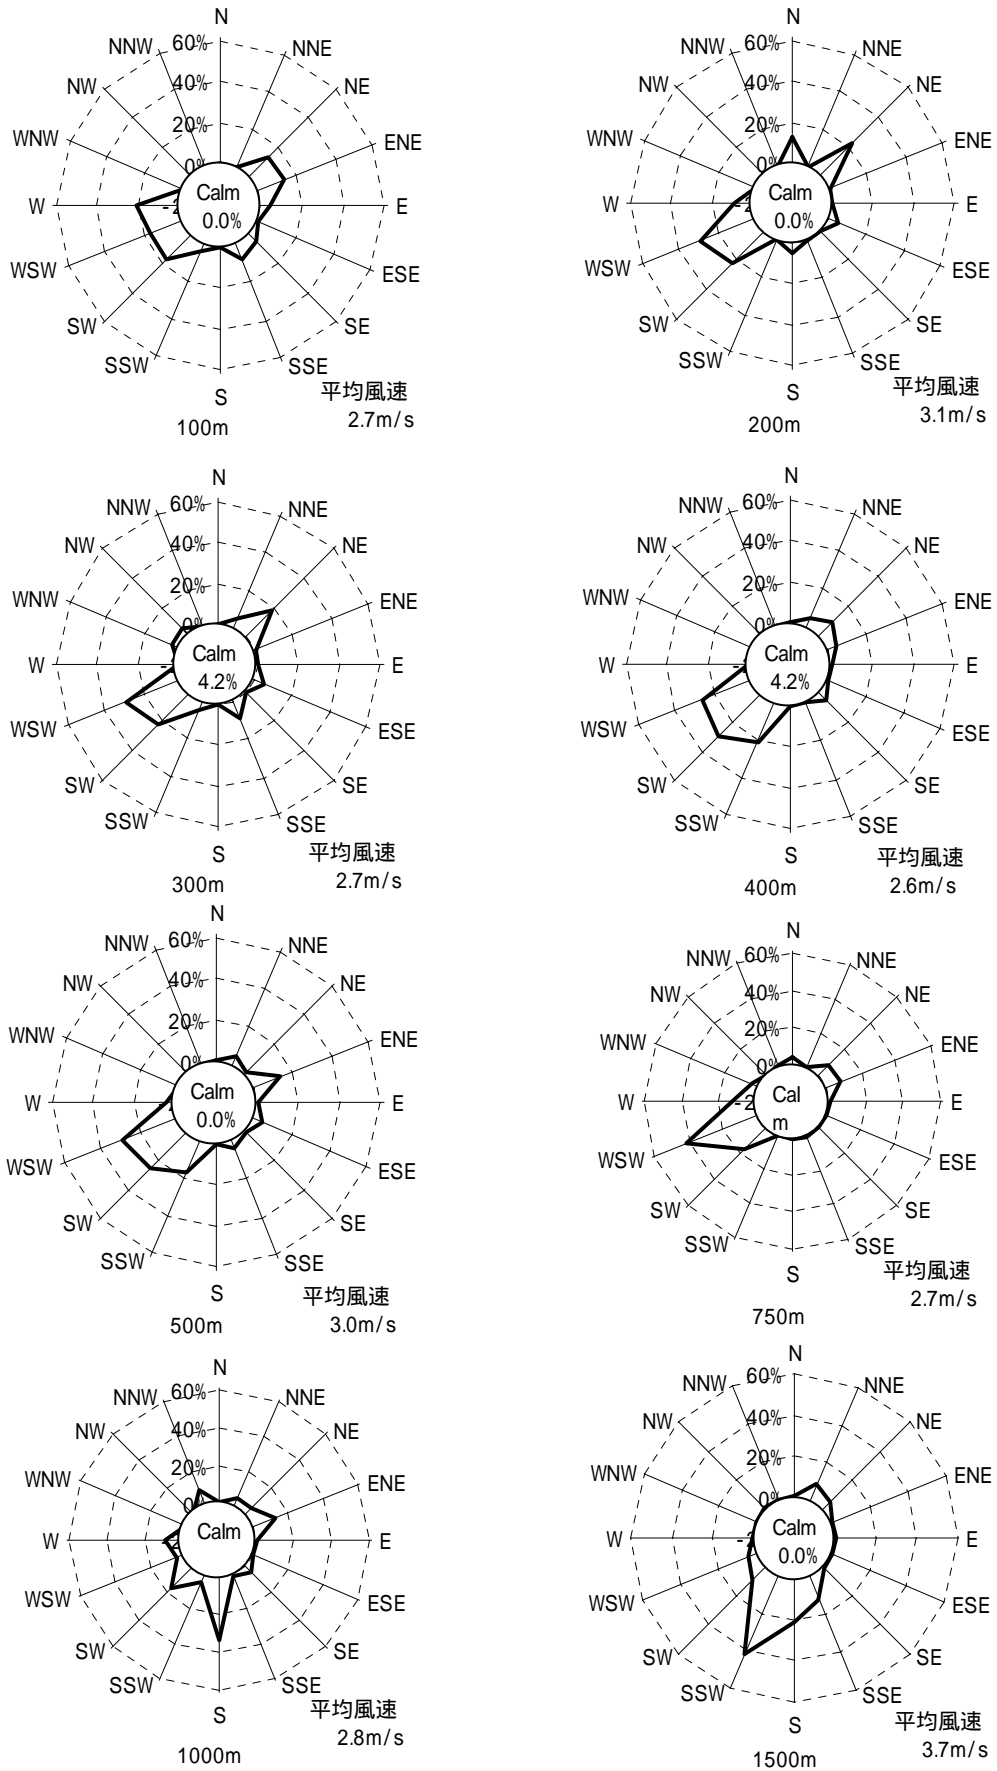 N
NNW 60% NNE
NW 40% NE
WNW 20% ENE
0%
W -2 Calm E
0.0%
WSW ESE
SW SE
SSW SSE
S 平均風速
100m 2.7m/s
N
NNW 60% NNE
NW 40% NE
WNW 20% ENE
0%
W -2 Calm E
0.0%
WSW ESE
SW SE
SSW SSE
S 平均風速
200m 3.1m/s
N
NNW 60% NNE
NW 40% NE
WNW 20% ENE
0%
W - Calm E
4.2%
WSW ESE
SW SE
SSW SSE
S 平均風速
300m 2.7m/s
N
NNW 60% NNE
NW 40% NE
WNW 20% ENE
0%
W - Calm E
4.2%
WSW ESE
SW SE
SSW SSE
S 平均風速
400m 2.6m/s
N
NNW 60% NNE
NW 40% NE
WNW 20% ENE
0%
W -2 Calm E
0.0%
WSW ESE
SW SE
SSW SSE
S 平均風速
500m 3.0m/s
N
NNW 60% NNE
NW 40% NE
WNW 20% ENE
0%
W -2 Cal E
m
WSW ESE
SW SE
SSW SSE
S 平均風速
750m 2.7m/s
N
NNW 60% NNE
NW 40% NE
WNW 20% ENE
0
W -2 Calm E
WSW ESE
SW SE
SSW SSE
S 平均風速
1000m 2.8m/s
N
NNW 60% NNE
NW 40% NE
WNW 20% ENE
0%
W -2 Calm E
0.0%
WSW ESE
SW SE
SSW SSE
S 平均風速
1500m 3.7m/s